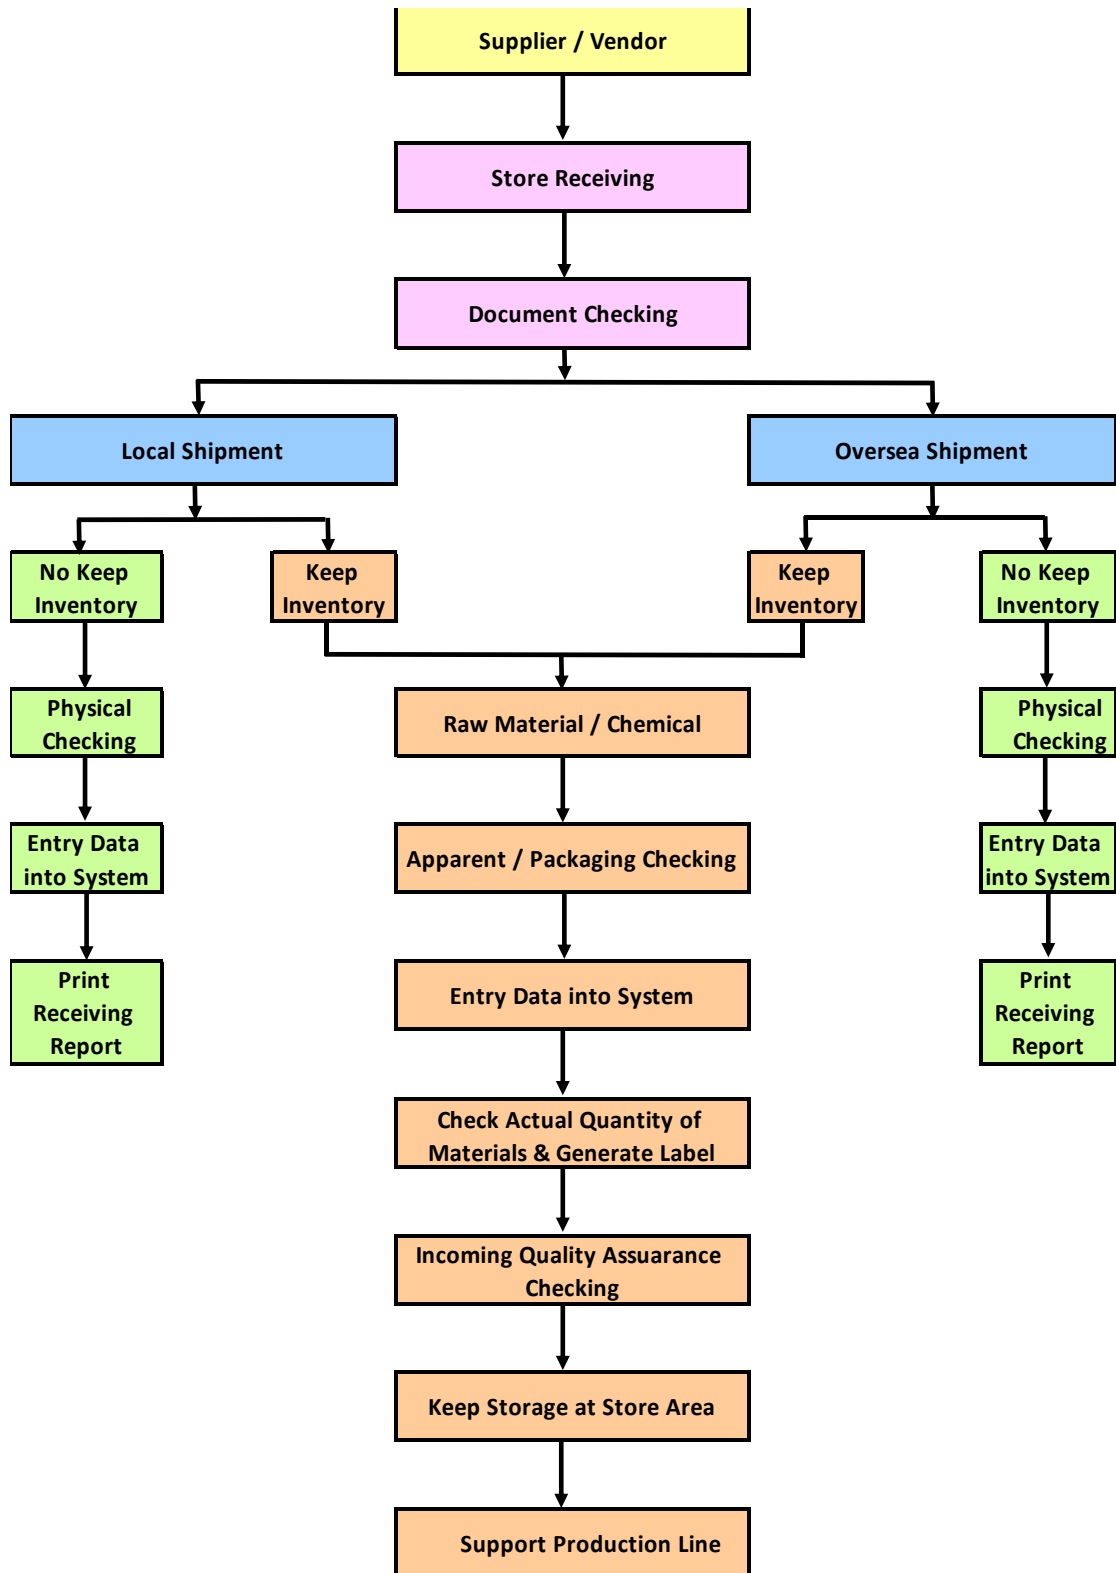 Supplier / Vendor
Store Receiving
Document Checking
Local Shipment
Oversea Shipment
No Keep
Inventory
Keep
Inventory
Keep
Inventory
No Keep
Inventory
Physical
Checking
Raw Material / Chemical
Physical
Checking
Entry Data
into System
Apparent / Packaging Checking
Entry Data
into System
Print
Receiving
Report
Entry Data into System
Print
Receiving
Report
Check Actual Quantity of
Materials & Generate Label
Incoming Quality Assuarance
Checking
Keep Storage at Store Area
Support Production Line